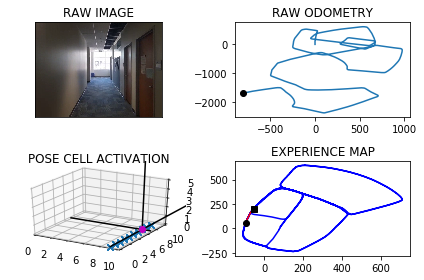 RAW IMAGE
RAW ODOMETRY
0
−1000
−2000
−500 0 500 1000
POSE CELL ACTIVATION
0 2 4 6 8 10
0 2 4 6 8 10
0 1 2 3 4 5
EXPERIENCE MAP
500
250
0
−250
0 200 400 600